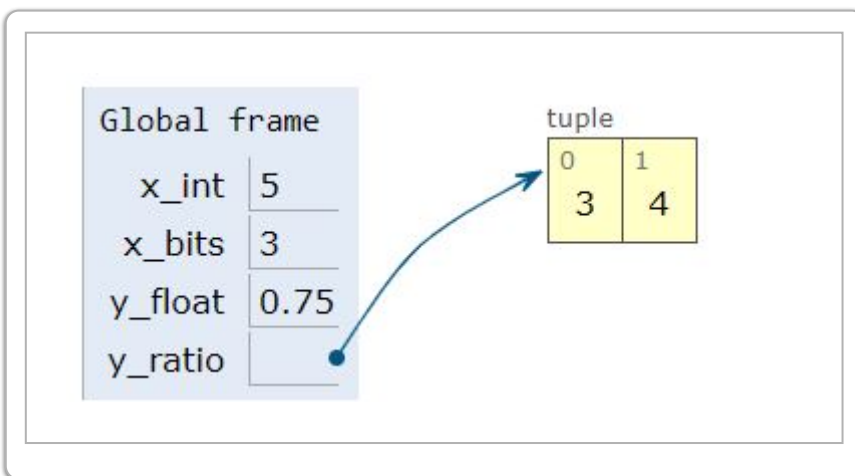 Global frame
x_int 5
x_bits 3
y_float 0.75
y_ratio
tuple
0 1
3 4